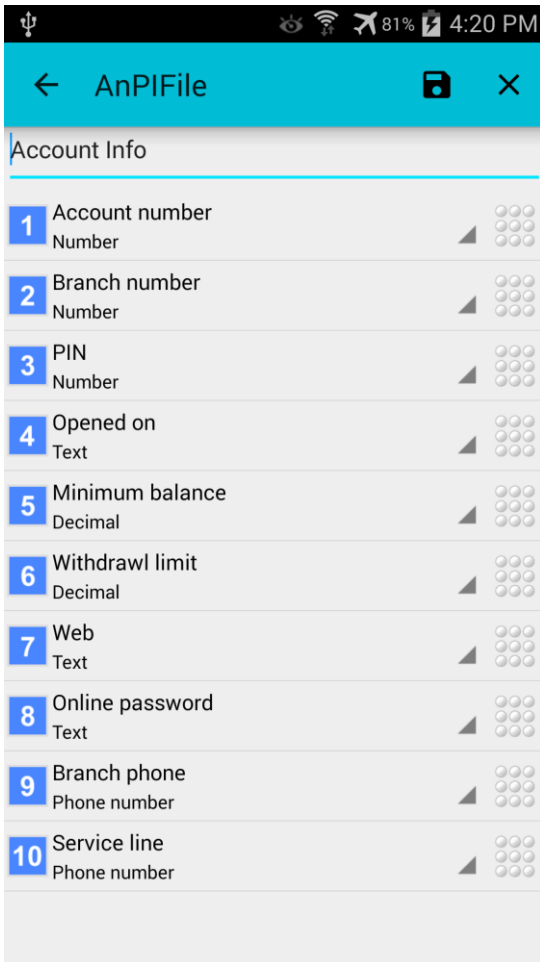 81% 4:20 PM
AnPIFile
Account Info
1 Account number
Number
2 Branch number
Number
3 PIN
Number
4 Opened on
Text
5 Minimum balance
Decimal
6 Withdrawl limit
Decimal
7 Web
Text
8 Online password
Text
9 Branch phone
Phone number
10 Service line
Phone number